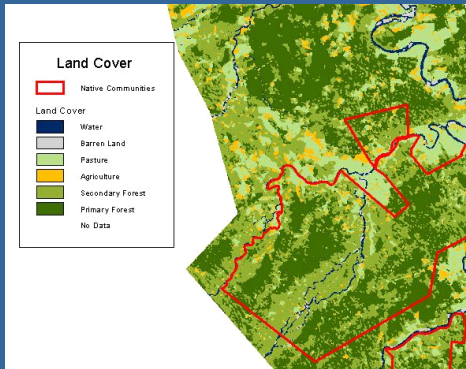 Land Cover
Native Communities
Land Cover
Water
Barren Land
Pasture
Agriculture
Secondary Forest
Primary Forest
No Data